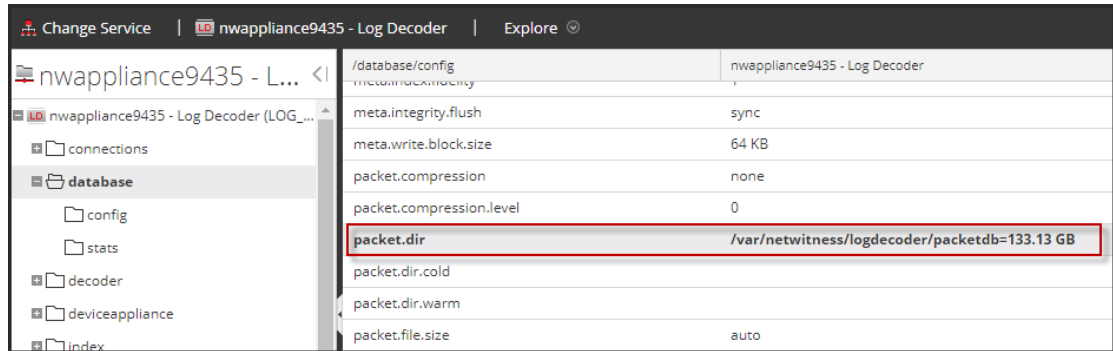 Change Service | LD nwappliance9435 - Log Decoder | Explore
nwappliance9435 - L...
LD nwappliance9435 - Log Decoder (LOG_...
connections
database
config
stats
decoder
deviceappliance
index
/database/config nwappliance9435 - Log Decoder
meta.integrity.flush sync
meta.write.block.size 64 KB
packet.compression none
packet.compression.level 0
packet.dir /var/netwitness/logdecoder/packetdb=133.13 GB
packet.dir.cold
packet.dir.warm
packet.file.size auto